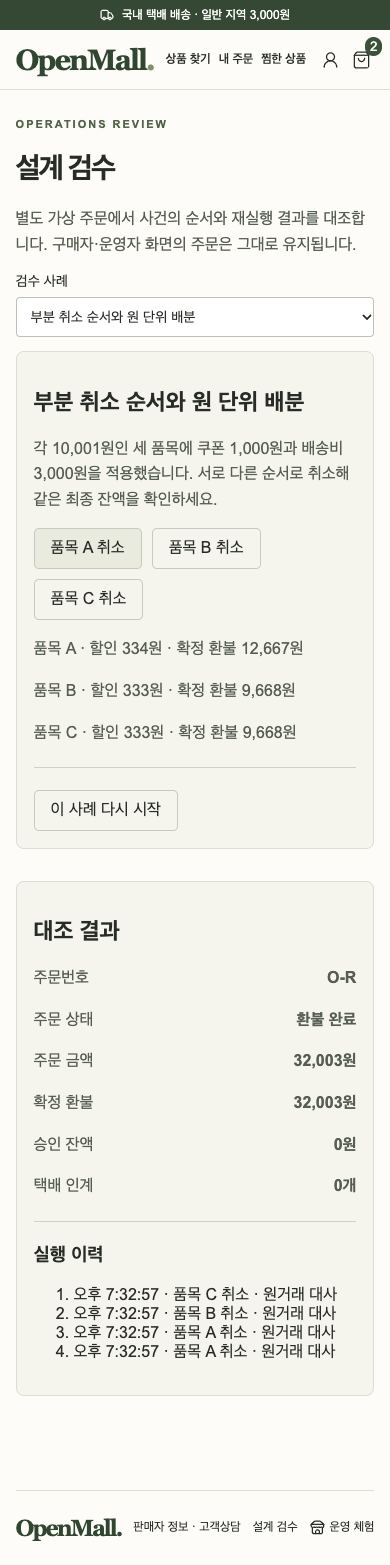 국내 택배 배송 · 일반 지역 3,000원
OpenMall. 상품 찾기 내 주문 찜한 상품 2
OPERATIONS REVIEW
설계 검수
별도 가상 주문에서 사건의 순서와 재실행 결과를 대조합
니다. 구매자·운영자 화면의 주문은 그대로 유지됩니다.
검수 사례
부분 취소 순서와 원 단위 배분
부분 취소 순서와 원 단위 배분
각 10,001원인 세 품목에 쿠폰 1,000원과 배송비
3,000원을 적용했습니다. 서로 다른 순서로 취소해
같은 최종 잔액을 확인하세요.
품목 A 취소 품목 B 취소
품목 C 취소
품목 A · 할인 334원 · 확정 환불 12,667원
품목 B · 할인 333원 · 확정 환불 9,668원
품목 C · 할인 333원 · 확정 환불 9,668원
이 사례 다시 시작
대조 결과
주문번호 O-R
주문 상태 환불 완료
주문 금액 32,003원
확정 환불 32,003원
승인 잔액 0원
택배 인계 0개
실행 이력
1. 오후 7:32:57 · 품목 C 취소 · 원거래 대사
2. 오후 7:32:57 · 품목 B 취소 · 원거래 대사
3. 오후 7:32:57 · 품목 A 취소 · 원거래 대사
4. 오후 7:32:57 · 품목 A 취소 · 원거래 대사
OpenMall. 판매자 정보 · 고객상담 설계 검수 운영 체험